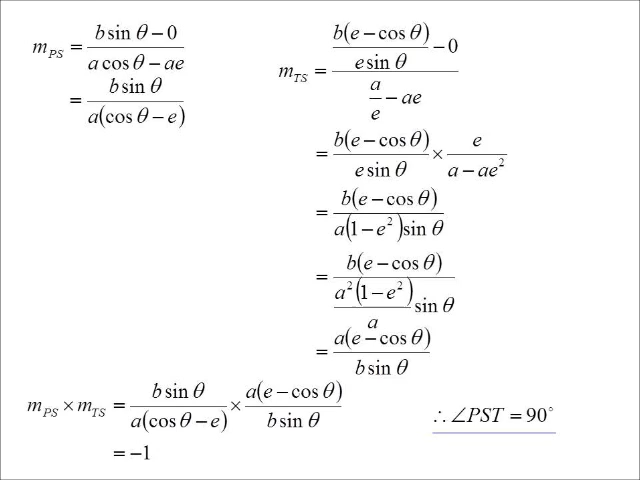 m_PS = (b sin θ − 0)/(a cos θ − ae)
= (b sin θ)/(a(cos θ − e))
m_TS = ((b(e − cos θ))/(e sin θ) − 0)/(a/e − ae)
= (b(e − cos θ))/(e sin θ) × e/(a − ae²)
= (b(e − cos θ))/(a(1 − e²) sin θ)
= (b(e − cos θ))/((a²(1 − e²))/a sin θ)
= (a(e − cos θ))/(b sin θ)
m_PS × m_TS = (b sin θ)/(a(cos θ − e)) × (a(e − cos θ))/(b sin θ)
= −1
∴ ∠PST = 90°